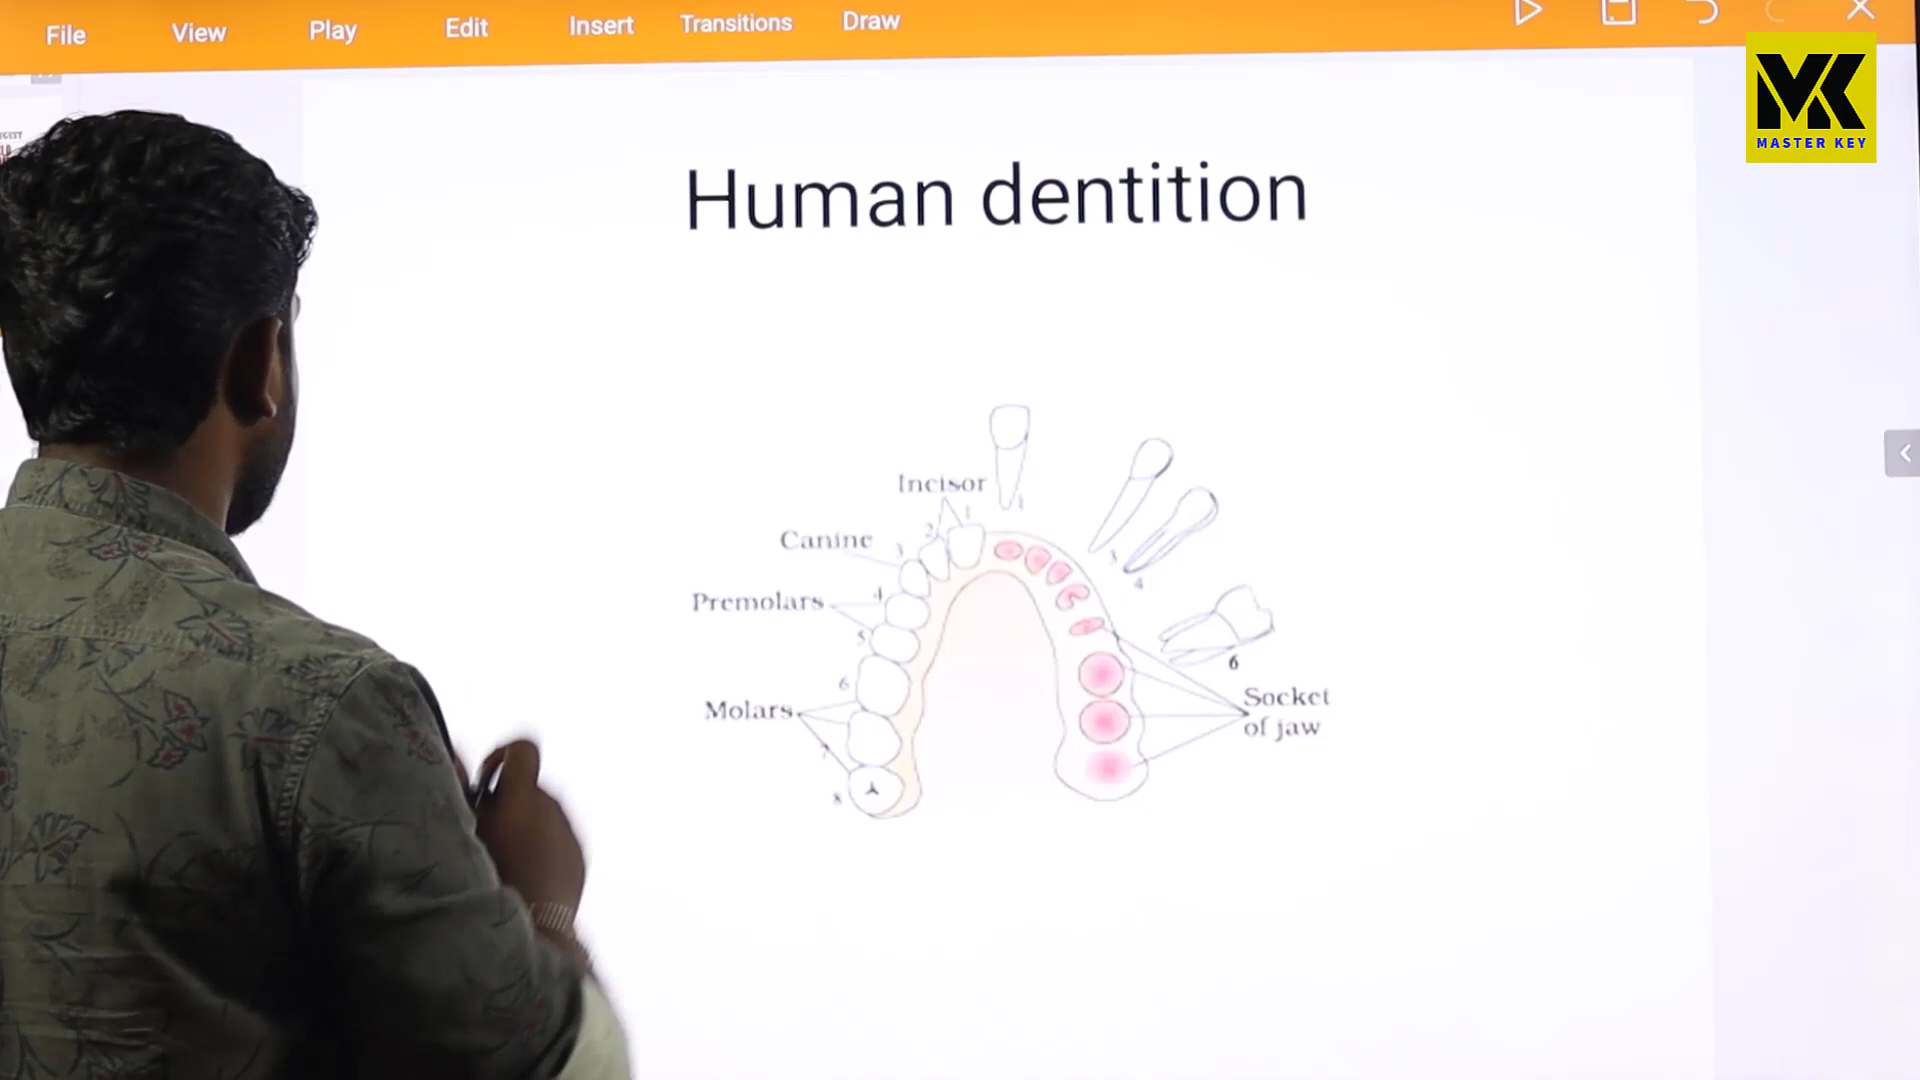 File View Play Edit Insert Transitions Draw
MK
MASTER KEY
Human dentition
Incisor
1
1
2
Canine
3
3
4
Premolars
4
5
6
6
Molars
7
8
Socket
of jaw